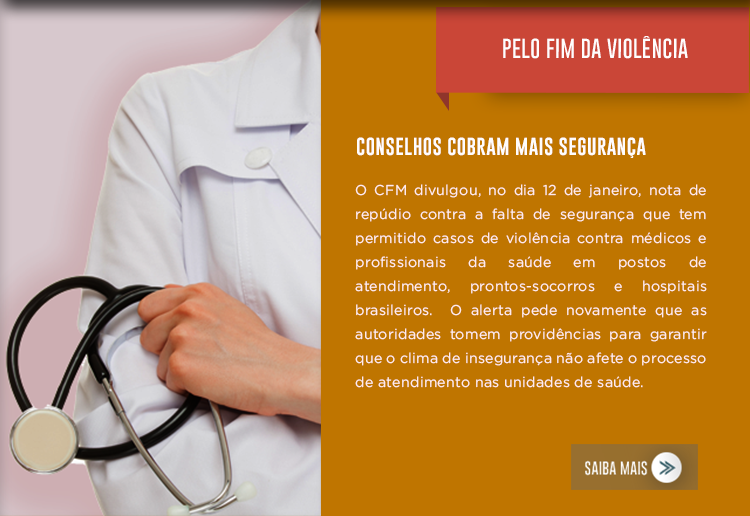 PELO FIM DA VIOLÊNCIA
CONSELHOS COBRAM MAIS SEGURANÇA
O CFM divulgou, no dia 12 de janeiro, nota de
repúdio contra a falta de segurança que tem
permitido casos de violência contra médicos e
profissionais da saúde em postos de
atendimento, prontos-socorros e hospitais
brasileiros. O alerta pede novamente que as
autoridades tomem providências para garantir
que o clima de insegurança não afete o processo
de atendimento nas unidades de saúde.
SAIBA MAIS